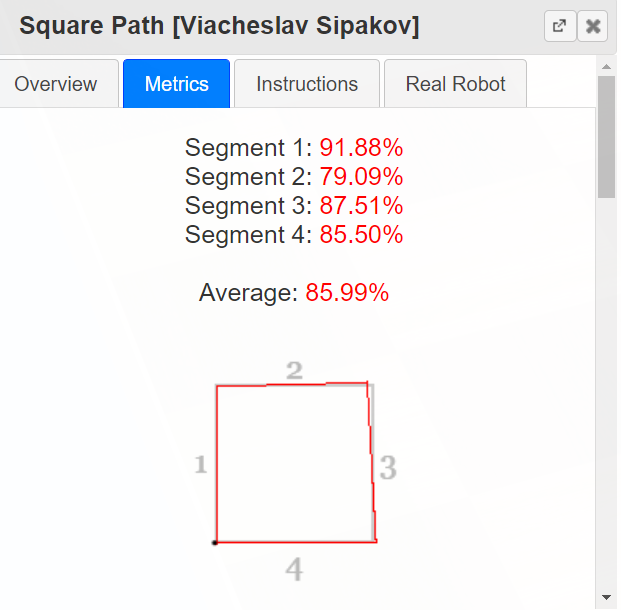 Square Path [Viacheslav Sipakov]
Overview Metrics Instructions Real Robot
Segment 1: 91.88%
Segment 2: 79.09%
Segment 3: 87.51%
Segment 4: 85.50%
Average: 85.99%
2
1
3
4